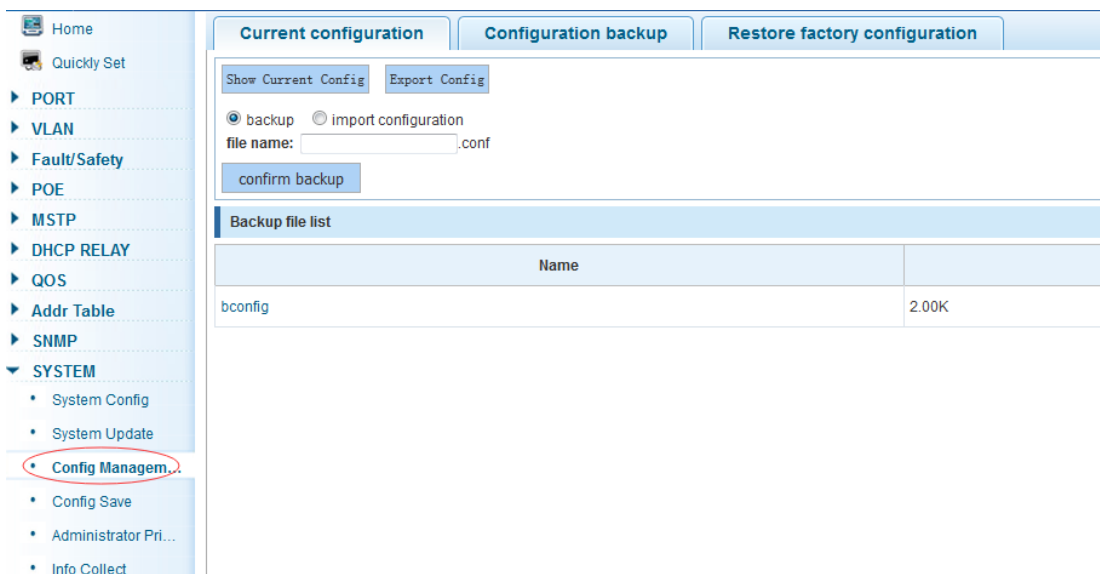 Home
Quickly Set
PORT
VLAN
Fault/Safety
POE
MSTP
DHCP RELAY
QOS
Addr Table
SNMP
SYSTEM
System Config
System Update
Config Managem...
Config Save
Administrator Pri...
Info Collect
Current configuration
Configuration backup
Restore factory configuration
Show Current Config Export Config
backup import configuration
file name: .conf
confirm backup
Backup file list
Name
bconfig 2.00K